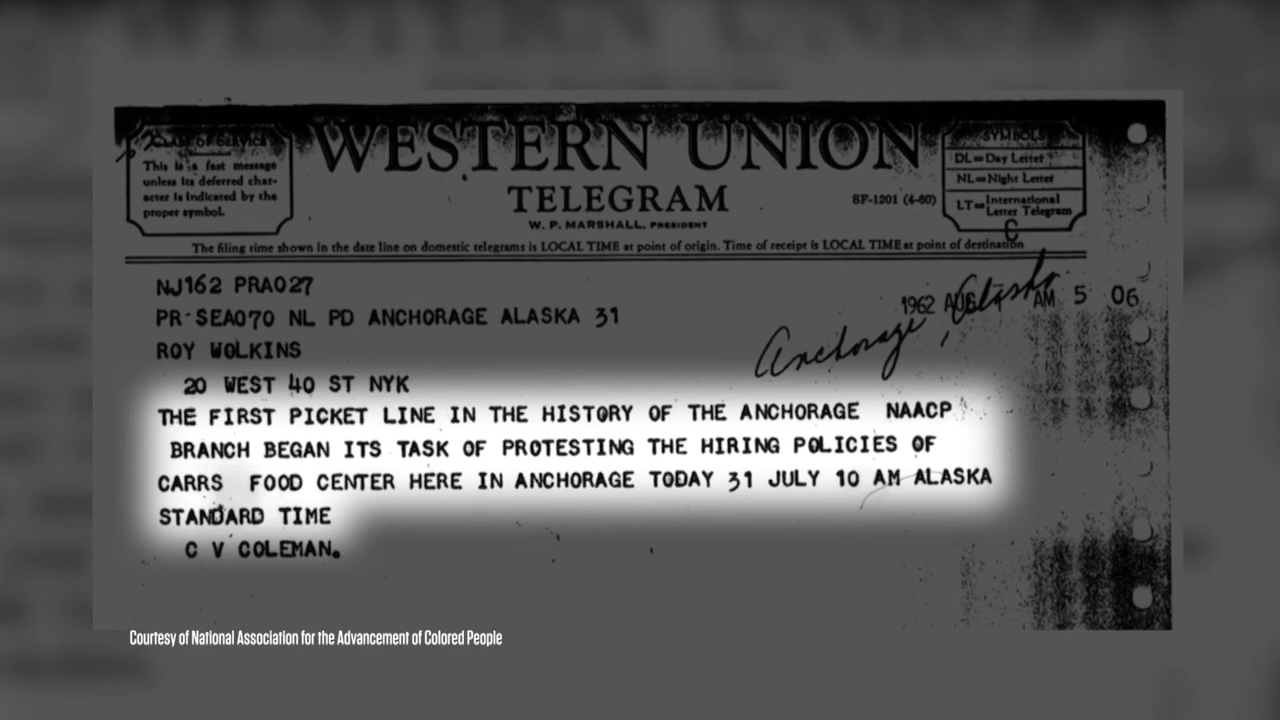 CLASS OF SERVICE
This is a fast message
unless its deferred char-
acter is indicated by the
proper symbol.
WESTERN UNION
TELEGRAM
W. P. MARSHALL, PRESIDENT
SF-1201 (4-60)
SYMBOLS
DL=Day Letter
NL=Night Letter
LT=International
Letter Telegram
The filing time shown in the date line on domestic telegrams is LOCAL TIME at point of origin. Time of receipt is LOCAL TIME at point of destination
C
NJ162 PRA027
PR-SEA070 NL PD ANCHORAGE ALASKA 31
1962 AUG 1 AM 5 06
Anchorage, Alaska
ROY WOLKINS
20 WEST 40 ST NYK
THE FIRST PICKET LINE IN THE HISTORY OF THE ANCHORAGE NAACP
BRANCH BEGAN ITS TASK OF PROTESTING THE HIRING POLICIES OF
CARRS FOOD CENTER HERE IN ANCHORAGE TODAY 31 JULY 10 AM ALASKA
STANDARD TIME
C V COLEMAN.
Courtesy of National Association for the Advancement of Colored People